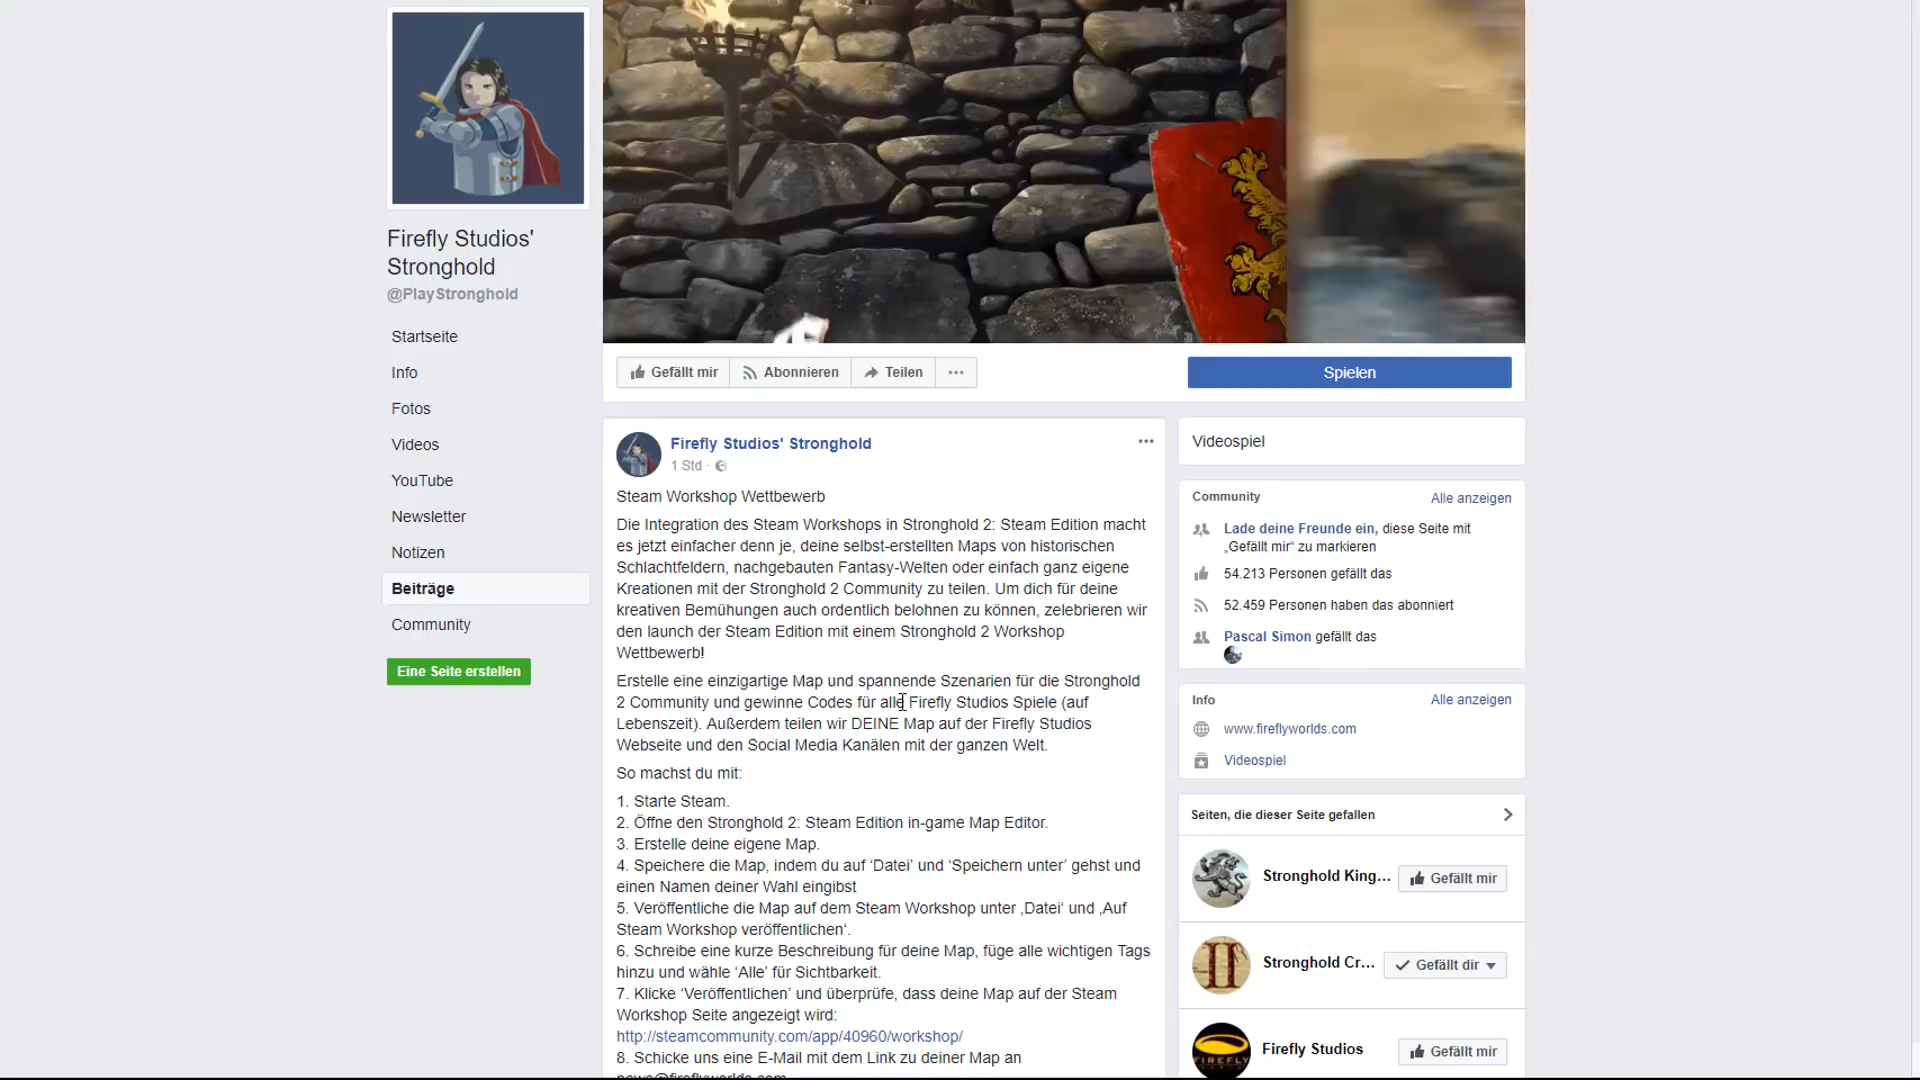 Firefly Studios'
Stronghold
@PlayStronghold
Startseite
Info
Fotos
Videos
YouTube
Newsletter
Notizen
Beiträge
Community
Eine Seite erstellen
Gefällt mir
Abonnieren
Teilen
Spielen
Firefly Studios' Stronghold
1 Std ·
Steam Workshop Wettbewerb
Die Integration des Steam Workshops in Stronghold 2: Steam Edition macht
es jetzt einfacher denn je, deine selbst-erstellten Maps von historischen
Schlachtfeldern, nachgebauten Fantasy-Welten oder einfach ganz eigene
Kreationen mit der Stronghold 2 Community zu teilen. Um dich für deine
kreativen Bemühungen auch ordentlich belohnen zu können, zelebrieren wir
den launch der Steam Edition mit einem Stronghold 2 Workshop
Wettbewerb!
Erstelle eine einzigartige Map und spannende Szenarien für die Stronghold
2 Community und gewinne Codes für alle Firefly Studios Spiele (auf
Lebenszeit). Außerdem teilen wir DEINE Map auf der Firefly Studios
Webseite und den Social Media Kanälen mit der ganzen Welt.
So machst du mit:
1. Starte Steam.
2. Öffne den Stronghold 2: Steam Edition in-game Map Editor.
3. Erstelle deine eigene Map.
4. Speichere die Map, indem du auf ‘Datei’ und ‘Speichern unter’ gehst und
einen Namen deiner Wahl eingibst
5. Veröffentliche die Map auf dem Steam Workshop unter ‚Datei‘ und ‚Auf
Steam Workshop veröffentlichen‘.
6. Schreibe eine kurze Beschreibung für deine Map, füge alle wichtigen Tags
hinzu und wähle ‘Alle’ für Sichtbarkeit.
7. Klicke ‘Veröffentlichen’ und überprüfe, dass deine Map auf der Steam
Workshop Seite angezeigt wird:
http://steamcommunity.com/app/40960/workshop/
8. Schicke uns eine E-Mail mit dem Link zu deiner Map an
news@fireflyworlds.com
Videospiel
Community
Alle anzeigen
Lade deine Freunde ein, diese Seite mit
„Gefällt mir“ zu markieren
54.213 Personen gefällt das
52.459 Personen haben das abonniert
Pascal Simon gefällt das
Info
Alle anzeigen
www.fireflyworlds.com
Videospiel
Seiten, die dieser Seite gefallen
Stronghold King...
Gefällt mir
Stronghold Cr...
Gefällt dir
Firefly Studios
Gefällt mir
FIREFLY